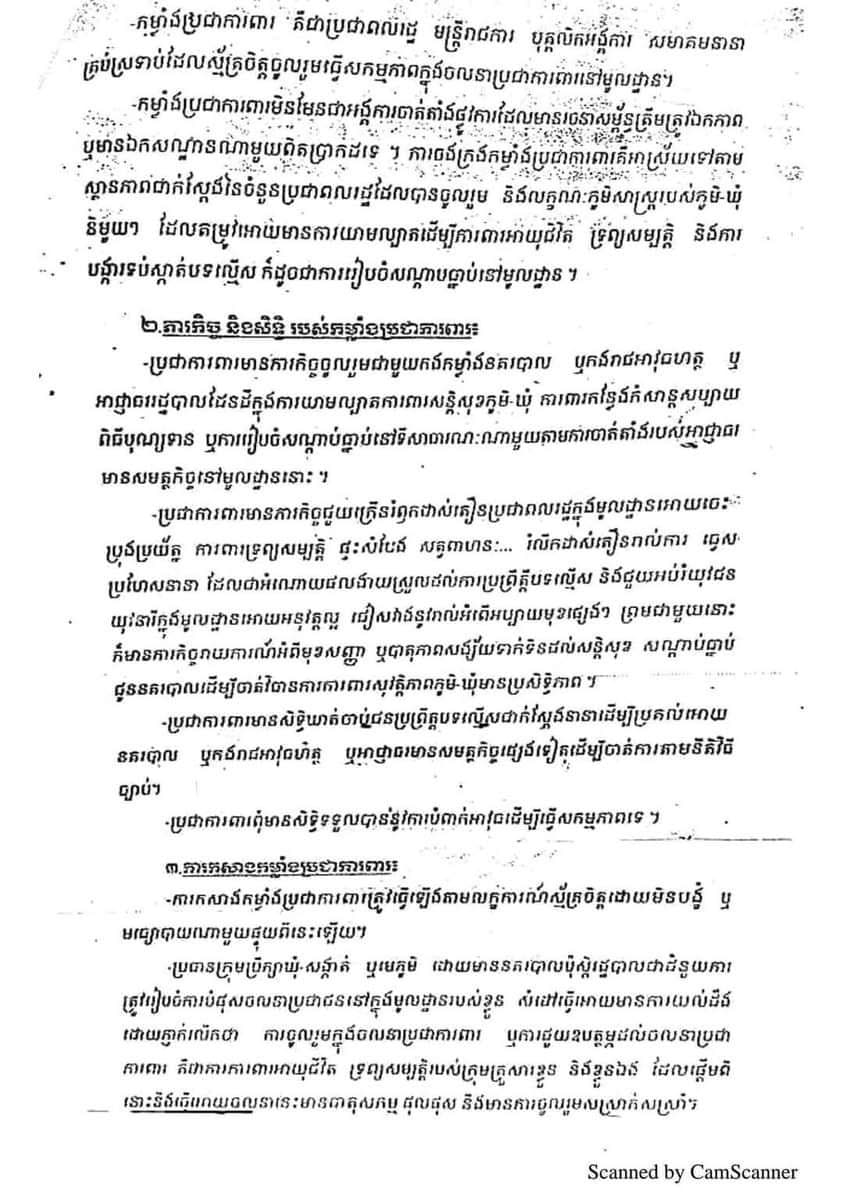 -កម្លាំងប្រជាការពារ គឺជាប្រជាពលរដ្ឋ មន្ត្រីរាជការ បុគ្គលិកអង្គការ សមាគមនានា
គ្រប់ស្រទាប់ដែលស្ម័គ្រចិត្តចូលរួមធ្វើសកម្មភាពក្នុងចលនាប្រជាការពារនៅមូលដ្ឋាន។
-កម្លាំងប្រជាការពារមិនមែនជាអង្គការចាត់តាំងផ្លូវការដែលមានរចនាសម្ព័ន្ធត្រឹមត្រូវឯកភាព
ឬមានឯកសណ្ឋានណាមួយពិតប្រាកដទេ ។ ការចងក្រងកម្លាំងប្រជាការពារគឺអាស្រ័យទៅតាម
ស្ថានភាពជាក់ស្តែងនៃចំនួនប្រជាពលរដ្ឋដែលបានចូលរួម និងលក្ខណៈភូមិសាស្ត្ររបស់ភូមិ-ឃុំ
និមួយៗ ដែលតម្រូវអោយមានការយាមល្បាតដើម្បីការពារអាយុជីវិត ទ្រព្យសម្បត្តិ និងការ
បង្ការទប់ស្កាត់បទល្មើស ក៏ដូចជាការរៀបចំសណ្តាប់ធ្នាប់នៅមូលដ្ឋាន ។
២.ភារកិច្ច និងសិទ្ធិ របស់កម្លាំងប្រជាការពារៈ
-ប្រជាការពារមានភារកិច្ចចូលរួមជាមួយកងកម្លាំងនគរបាល ឬកងរាជអាវុធហត្ថ ឬ
អាជ្ញាធររដ្ឋបាលដែនដីក្នុងការយាមល្បាតការពារសន្តិសុខភូមិ-ឃុំ ការពារកន្លែងកំសាន្តសប្បាយ
ពិធីបុណ្យទាន ឬការរៀបចំសណ្តាប់ធ្នាប់នៅទីសាធារណៈណាមួយតាមការចាត់តាំងរបស់អាជ្ញាធរ
មានសមត្ថកិច្ចនៅមូលដ្ឋាននោះ ។
-ប្រជាការពារមានភារកិច្ចជួយក្រើនរំឭកដាស់តឿនប្រជាពលរដ្ឋក្នុងមូលដ្ឋានអោយចេះ
ប្រុងប្រយ័ត្ន ការពារទ្រព្យសម្បត្តិ ផ្ទះសំបែង សត្វពាហនៈ... រំលឹកដាស់តឿនរាល់ការ ធ្វេស
ប្រហែសនានា ដែលជាអំណោយផលងាយស្រួលដល់ការប្រព្រឹត្តិបទល្មើស និងជួយអប់រំយុវជន
យុវនារីក្នុងមូលដ្ឋានអោយអនុវត្តល្អ ជៀសវាងនូវរាល់អំពើអប្បាយមុខផ្សេងៗ ព្រមជាមួយនោះ
ក៏មានភារកិច្ចរាយការណ៍អំពីមុខសញ្ញា ឬបាតុភាពសង្ស័យទាក់ទិនដល់សន្តិសុខ សណ្តាប់ធ្នាប់
ជូននគរបាលដើម្បីចាត់វិធានការការពារសុវត្ថិភាពភូមិ-ឃុំមានប្រសិទ្ធិភាព ។
-ប្រជាការពារមានសិទ្ធិឃាត់ចាប់ជនប្រព្រឹត្តបទល្មើសជាក់ស្តែងនានាដើម្បីប្រគល់អោយ
នគរបាល ឬកងរាជអាវុធហត្ថ ឬអាជ្ញាធរមានសមត្ថកិច្ចផ្សេងទៀតដើម្បីចាត់ការតាមនីតិវិធី
ច្បាប់។
-ប្រជាការពារពុំមានសិទ្ធិទទួលបាននូវការបំពាក់អាវុធដើម្បីធ្វើសកម្មភាពទេ ។
៣.ការកសាងកម្លាំងប្រជាការពារៈ
-ការកសាងកម្លាំងប្រជាការពារត្រូវធ្វើឡើងតាមលក្ខការណ៍ស្ម័គ្រចិត្តដោយមិនបង្ខំ ឬ
មធ្យោបាយណាមួយផ្ទុយពីនេះឡើយ។
-ប្រធានក្រុមប្រឹក្សាឃុំ-សង្កាត់ ឬមេភូមិ ដោយមាននគរបាលប៉ុស្តិ៍រដ្ឋបាលជាជំនួយការ
ត្រូវរៀបចំការបំផុសចលនាប្រជាជននៅក្នុងមូលដ្ឋានរបស់ខ្លួន សំដៅធ្វើអោយមានការយល់ដឹង
ដោយភ្ញាក់រលឹកថា ការចូលរួមក្នុងចលនាប្រជាការពារ ឬការជួយឧបត្ថម្ភដល់ចលនាប្រជា
ការពារ គឺជាការការពារអាយុជីវិត ទ្រព្យសម្បត្តិរបស់ក្រុមគ្រួសារខ្លួន និងខ្លួនឯង ដែលផ្តើមពី
នោះនិងធ្វើអោយចលនានេះមានធាតុសកម្ម ផុលផុស និងមានការចូលរួមសស្រាក់សស្រាំ។
Scanned by CamScanner